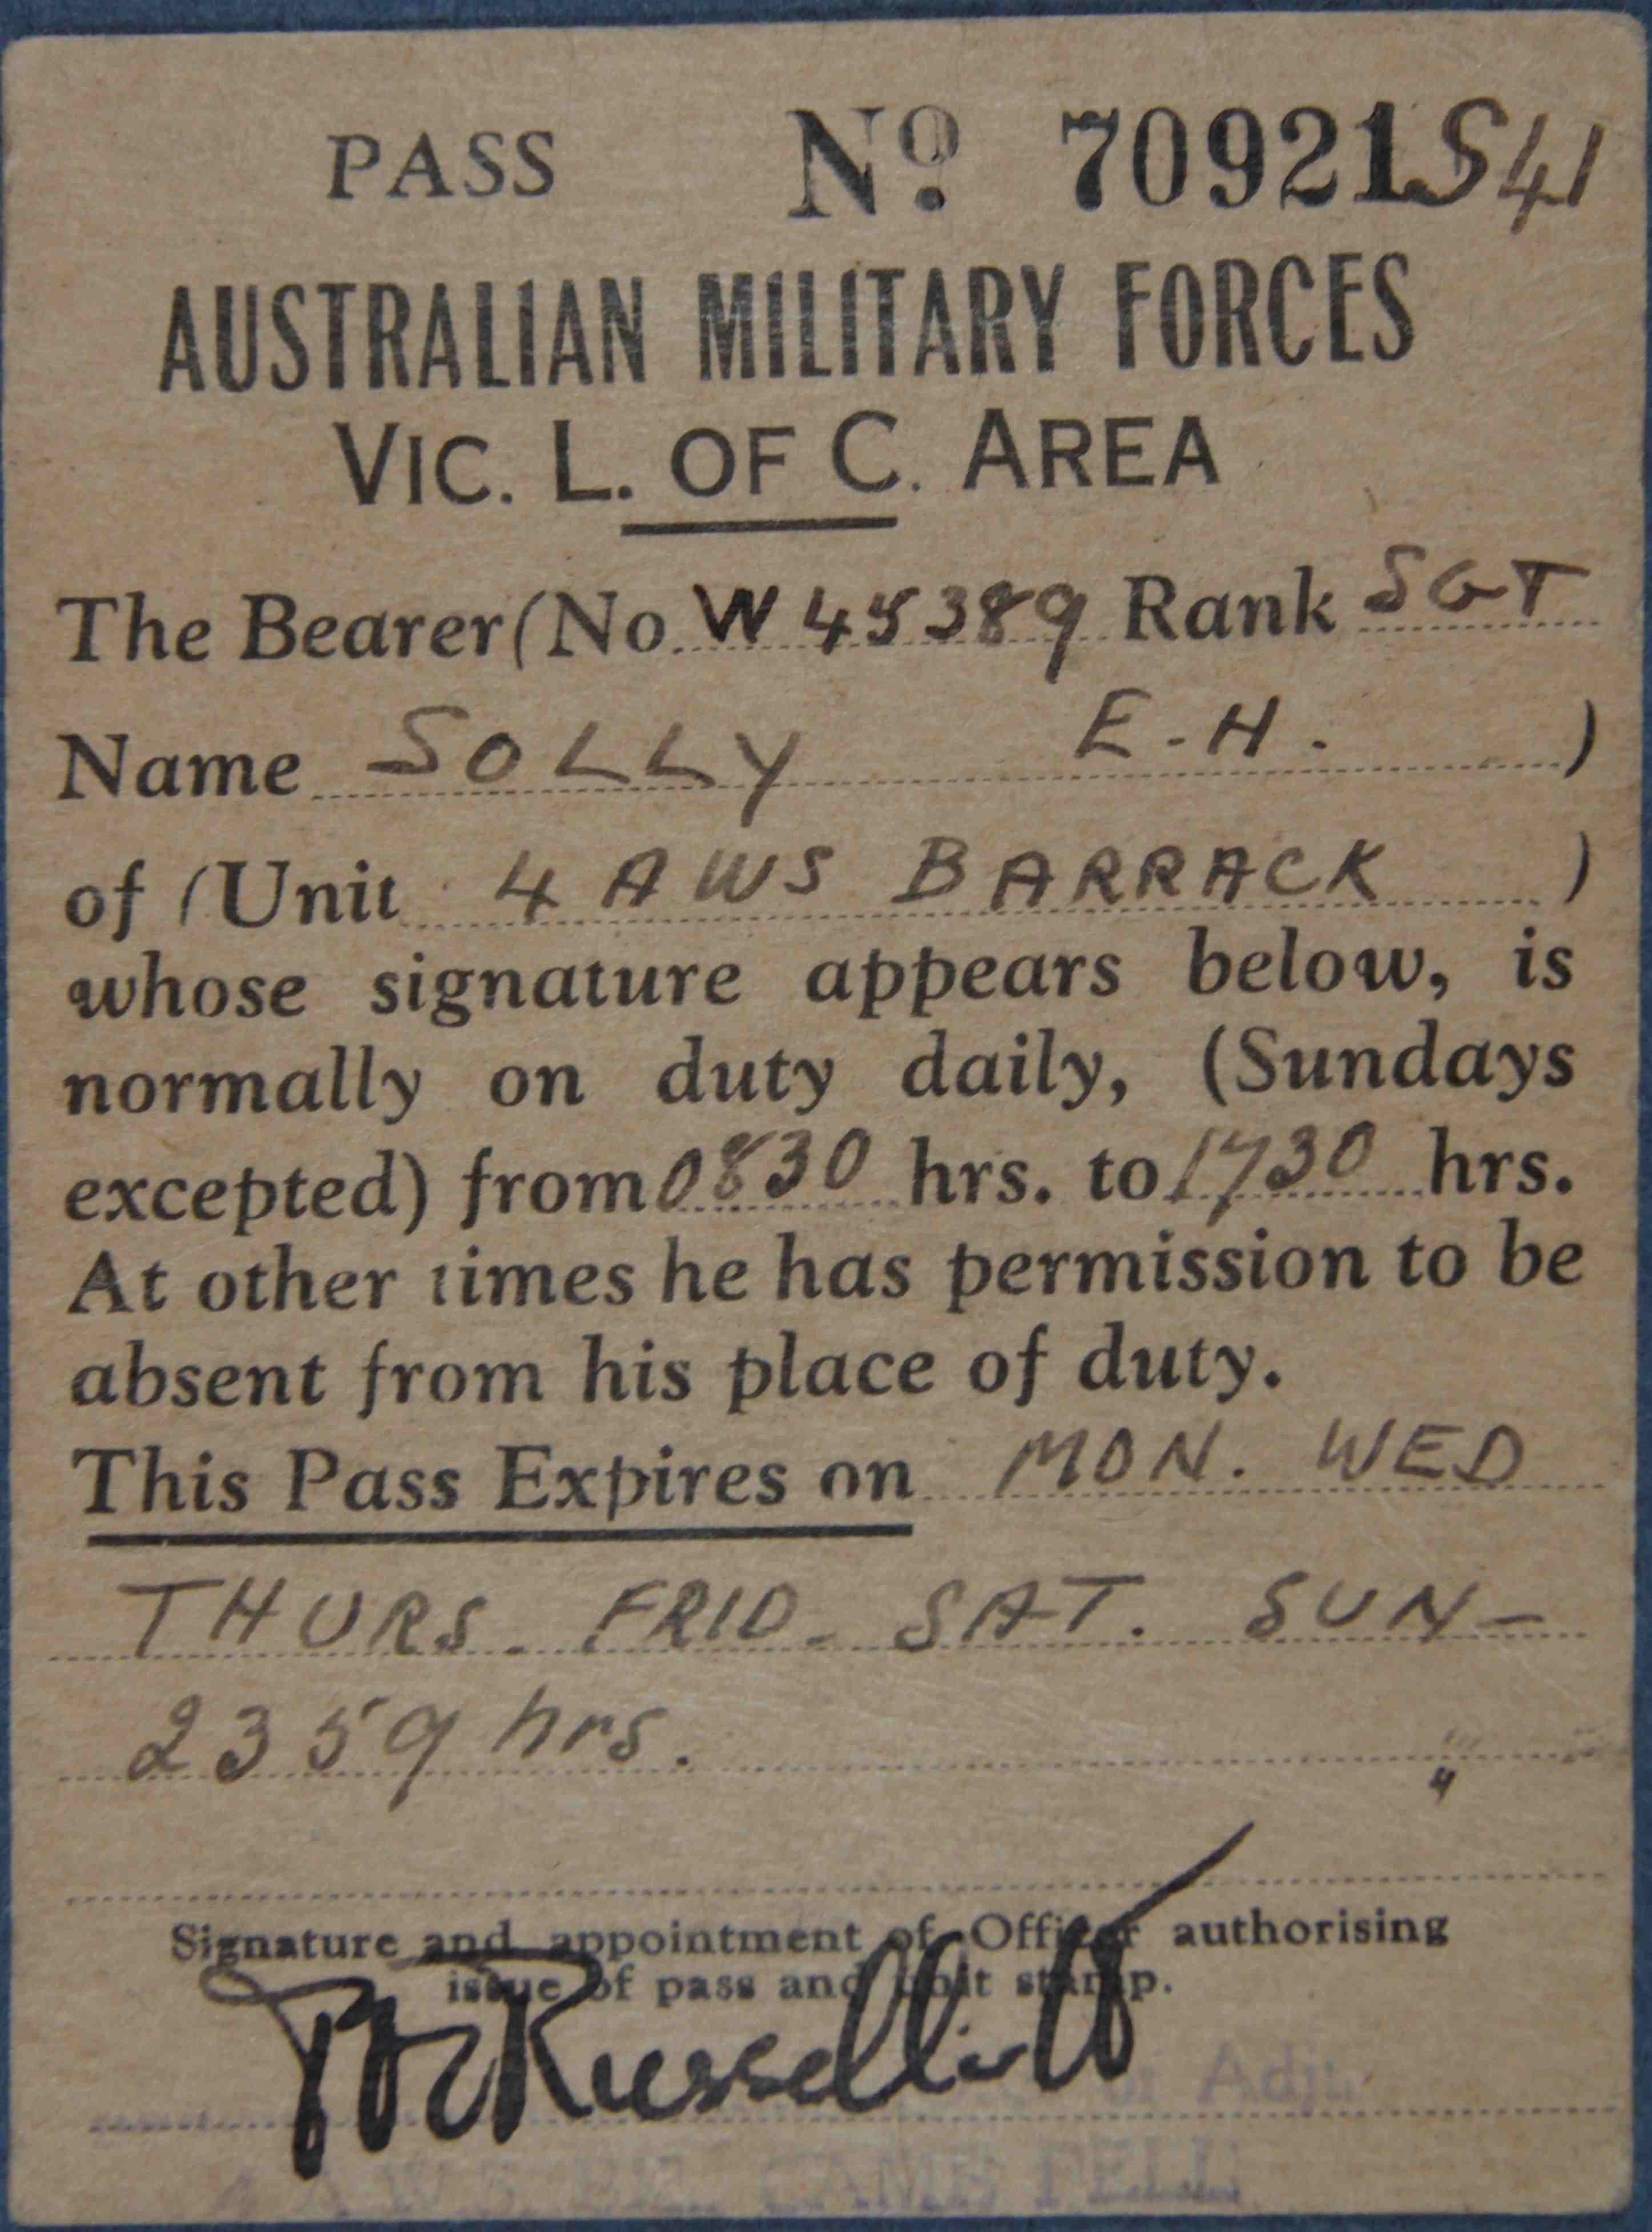 PASS No. 70921S41
AUSTRALIAN MILITARY FORCES
VIC. L. OF C. AREA
The Bearer (No. W45389 Rank SGT
Name SOLLY E.H. )
of (Unit 4 AWS BARRACK )
whose signature appears below, is
normally on duty daily, (Sundays
excepted) from 0830 hrs. to 1730 hrs.
At other times he has permission to be
absent from his place of duty.
This Pass Expires on MON. WED
THURS. FRID. SAT. SUN-
2359 hrs.
Signature and appointment of Officer authorising
issue of pass and unit stamp.
Adjt